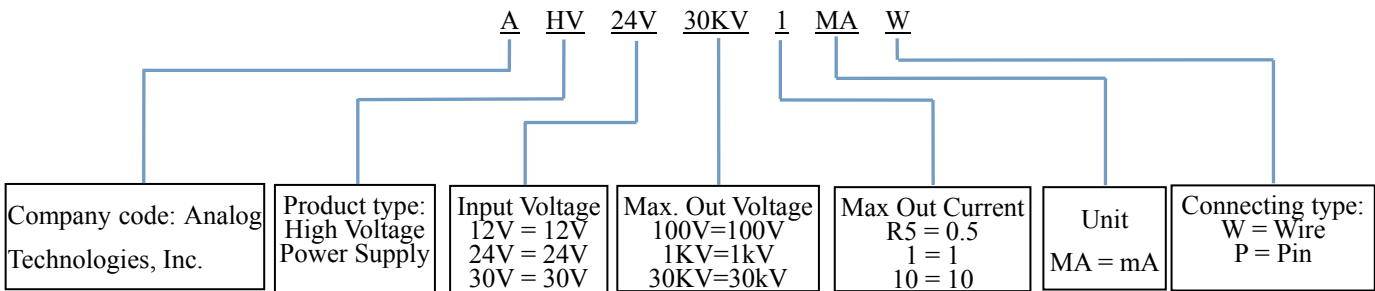 A HV 24V 30KV 1 MA W
Company code: Analog
Technologies, Inc.
Product type:
High Voltage
Power Supply
Input Voltage
12V = 12V
24V = 24V
30V = 30V
Max. Out Voltage
100V=100V
1KV=1kV
30KV=30kV
Max Out Current
R5 = 0.5
1 = 1
10 = 10
Unit
MA = mA
Connecting type:
W = Wire
P = Pin